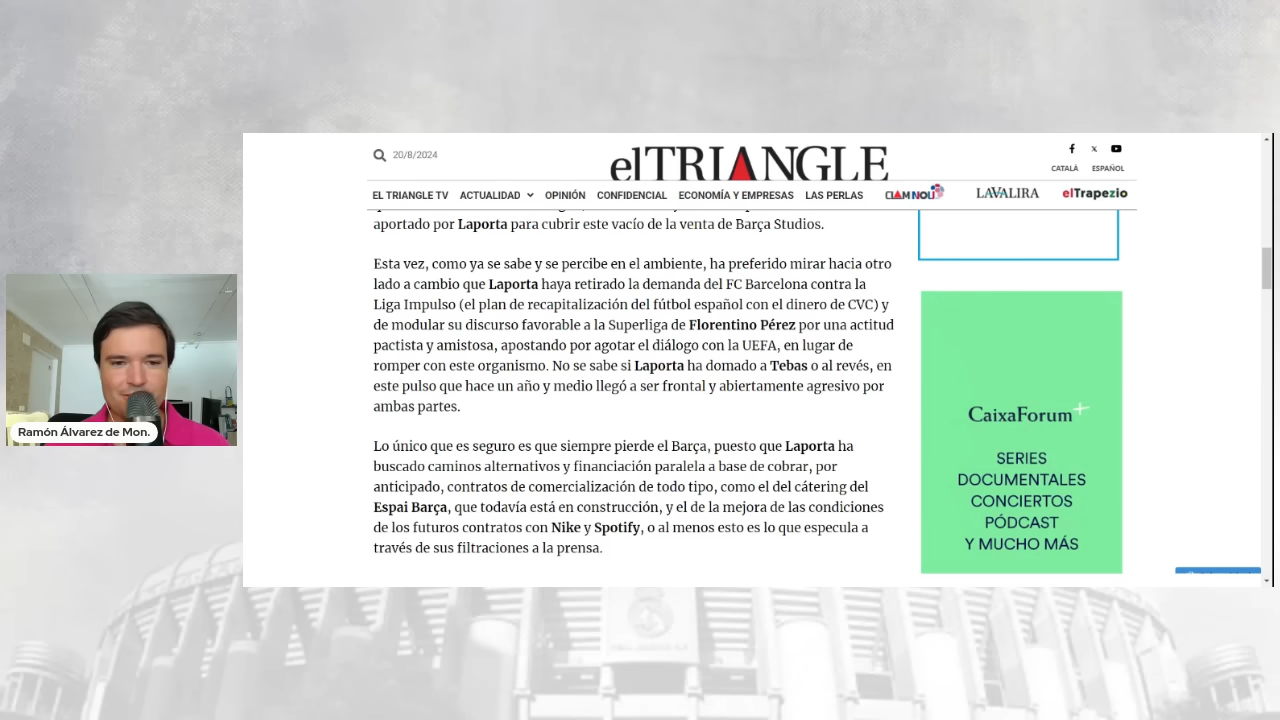 20/8/2024
elTRIANGLE
CATALÀ ESPAÑOL
EL TRIANGLE TV ACTUALIDAD OPINIÓN CONFIDENCIAL ECONOMÍA Y EMPRESAS LAS PERLAS CLAM NOU LAVALIRA elTrapezio
aportado por Laporta para cubrir este vacío de la venta de Barça Studios.
Esta vez, como ya se sabe y se percibe en el ambiente, ha preferido mirar hacia otro
lado a cambio que Laporta haya retirado la demanda del FC Barcelona contra la
Liga Impulso (el plan de recapitalización del fútbol español con el dinero de CVC) y
de modular su discurso favorable a la Superliga de Florentino Pérez por una actitud
pactista y amistosa, apostando por agotar el diálogo con la UEFA, en lugar de
romper con este organismo. No se sabe si Laporta ha domado a Tebas o al revés, en
este pulso que hace un año y medio llegó a ser frontal y abiertamente agresivo por
ambas partes.
Lo único que es seguro es que siempre pierde el Barça, puesto que Laporta ha
buscado caminos alternativos y financiación paralela a base de cobrar, por
anticipado, contratos de comercialización de todo tipo, como el del cátering del
Espai Barça, que todavía está en construcción, y el de la mejora de las condiciones
de los futuros contratos con Nike y Spotify, o al menos esto es lo que especula a
través de sus filtraciones a la prensa.
CaixaForum+
SERIES
DOCUMENTALES
CONCIERTOS
PÓDCAST
Y MUCHO MÁS
Ramón Álvarez de Mon.